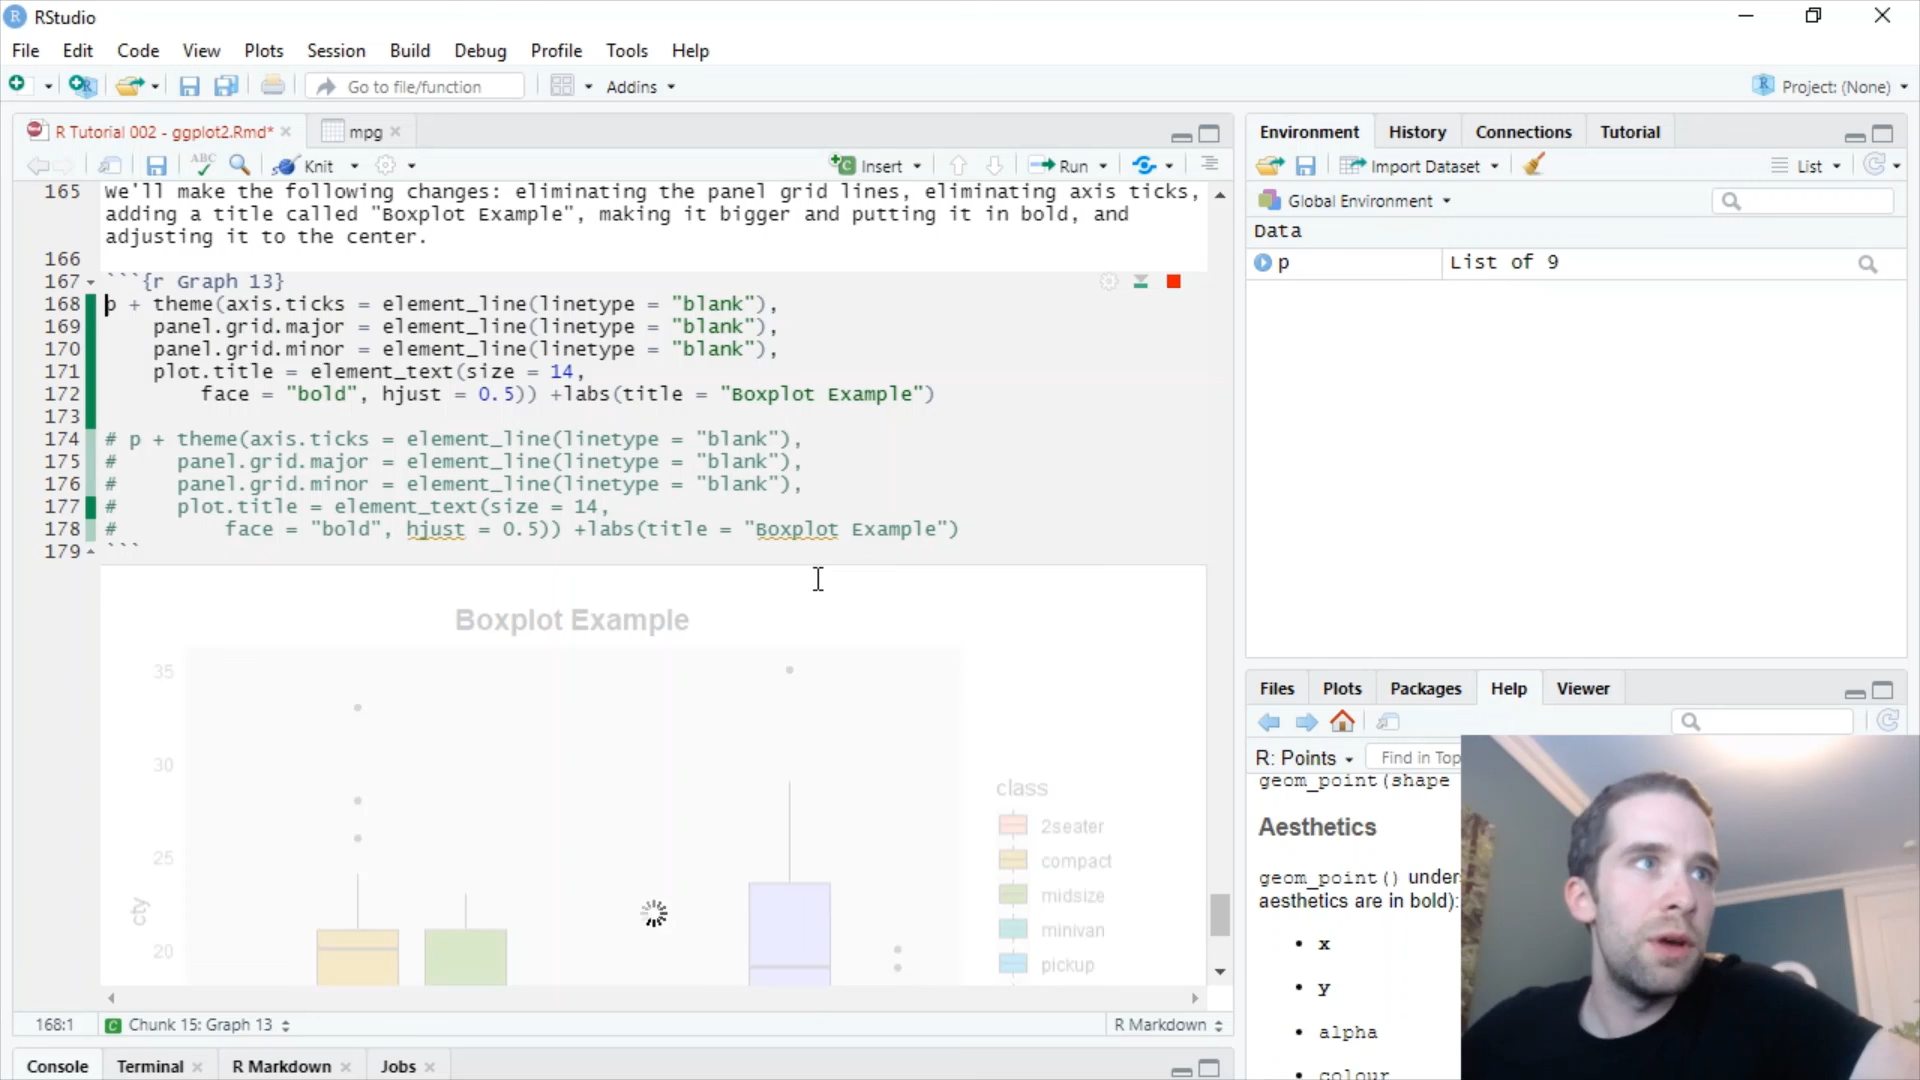 RStudio
File Edit Code View Plots Session Build Debug Profile Tools Help
Go to file/function Addins Project: (None)
R Tutorial 002 - ggplot2.Rmd* mpg
ABC Knit Insert Run
165 we'll make the following changes: eliminating the panel grid lines, eliminating axis ticks,
adding a title called "Boxplot Example", making it bigger and putting it in bold, and
adjusting it to the center.
166
167 ```{r Graph 13}
168 p + theme(axis.ticks = element_line(linetype = "blank"),
169 panel.grid.major = element_line(linetype = "blank"),
170 panel.grid.minor = element_line(linetype = "blank"),
171 plot.title = element_text(size = 14,
172 face = "bold", hjust = 0.5)) +labs(title = "Boxplot Example")
173
174 # p + theme(axis.ticks = element_line(linetype = "blank"),
175 # panel.grid.major = element_line(linetype = "blank"),
176 # panel.grid.minor = element_line(linetype = "blank"),
177 # plot.title = element_text(size = 14,
178 # face = "bold", hjust = 0.5)) +labs(title = "Boxplot Example")
179 ```
Boxplot Example
35
30
25
20
cty
class
2seater
compact
midsize
minivan
pickup
168:1 Chunk 15: Graph 13 R Markdown
Console Terminal R Markdown Jobs
Environment History Connections Tutorial
Import Dataset List
Global Environment
Data
p List of 9
Files Plots Packages Help Viewer
R: Points Find in Top
geom_point(shape
Aesthetics
geom_point() under
aesthetics are in bold):
• x
• y
• alpha
• colour